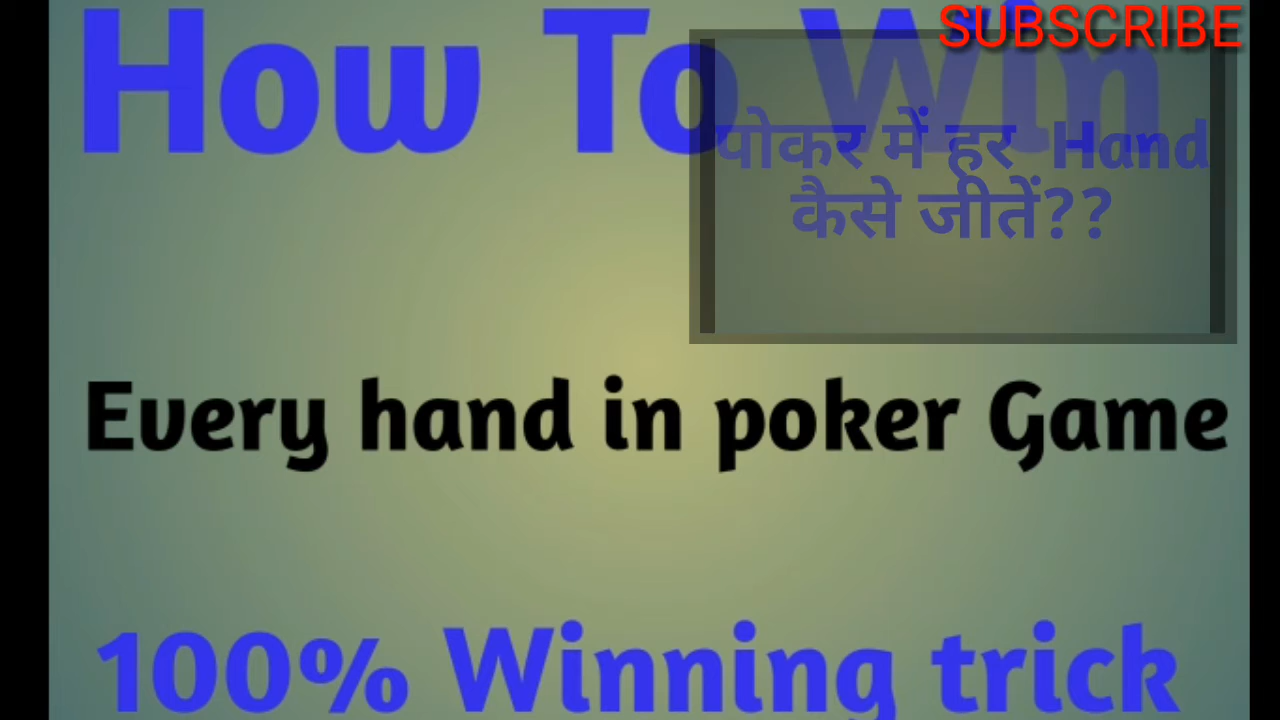 SUBSCRIBE
How To Win
पोकर में हर Hand
कैसे जीतें??
Every hand in poker Game
100% Winning trick